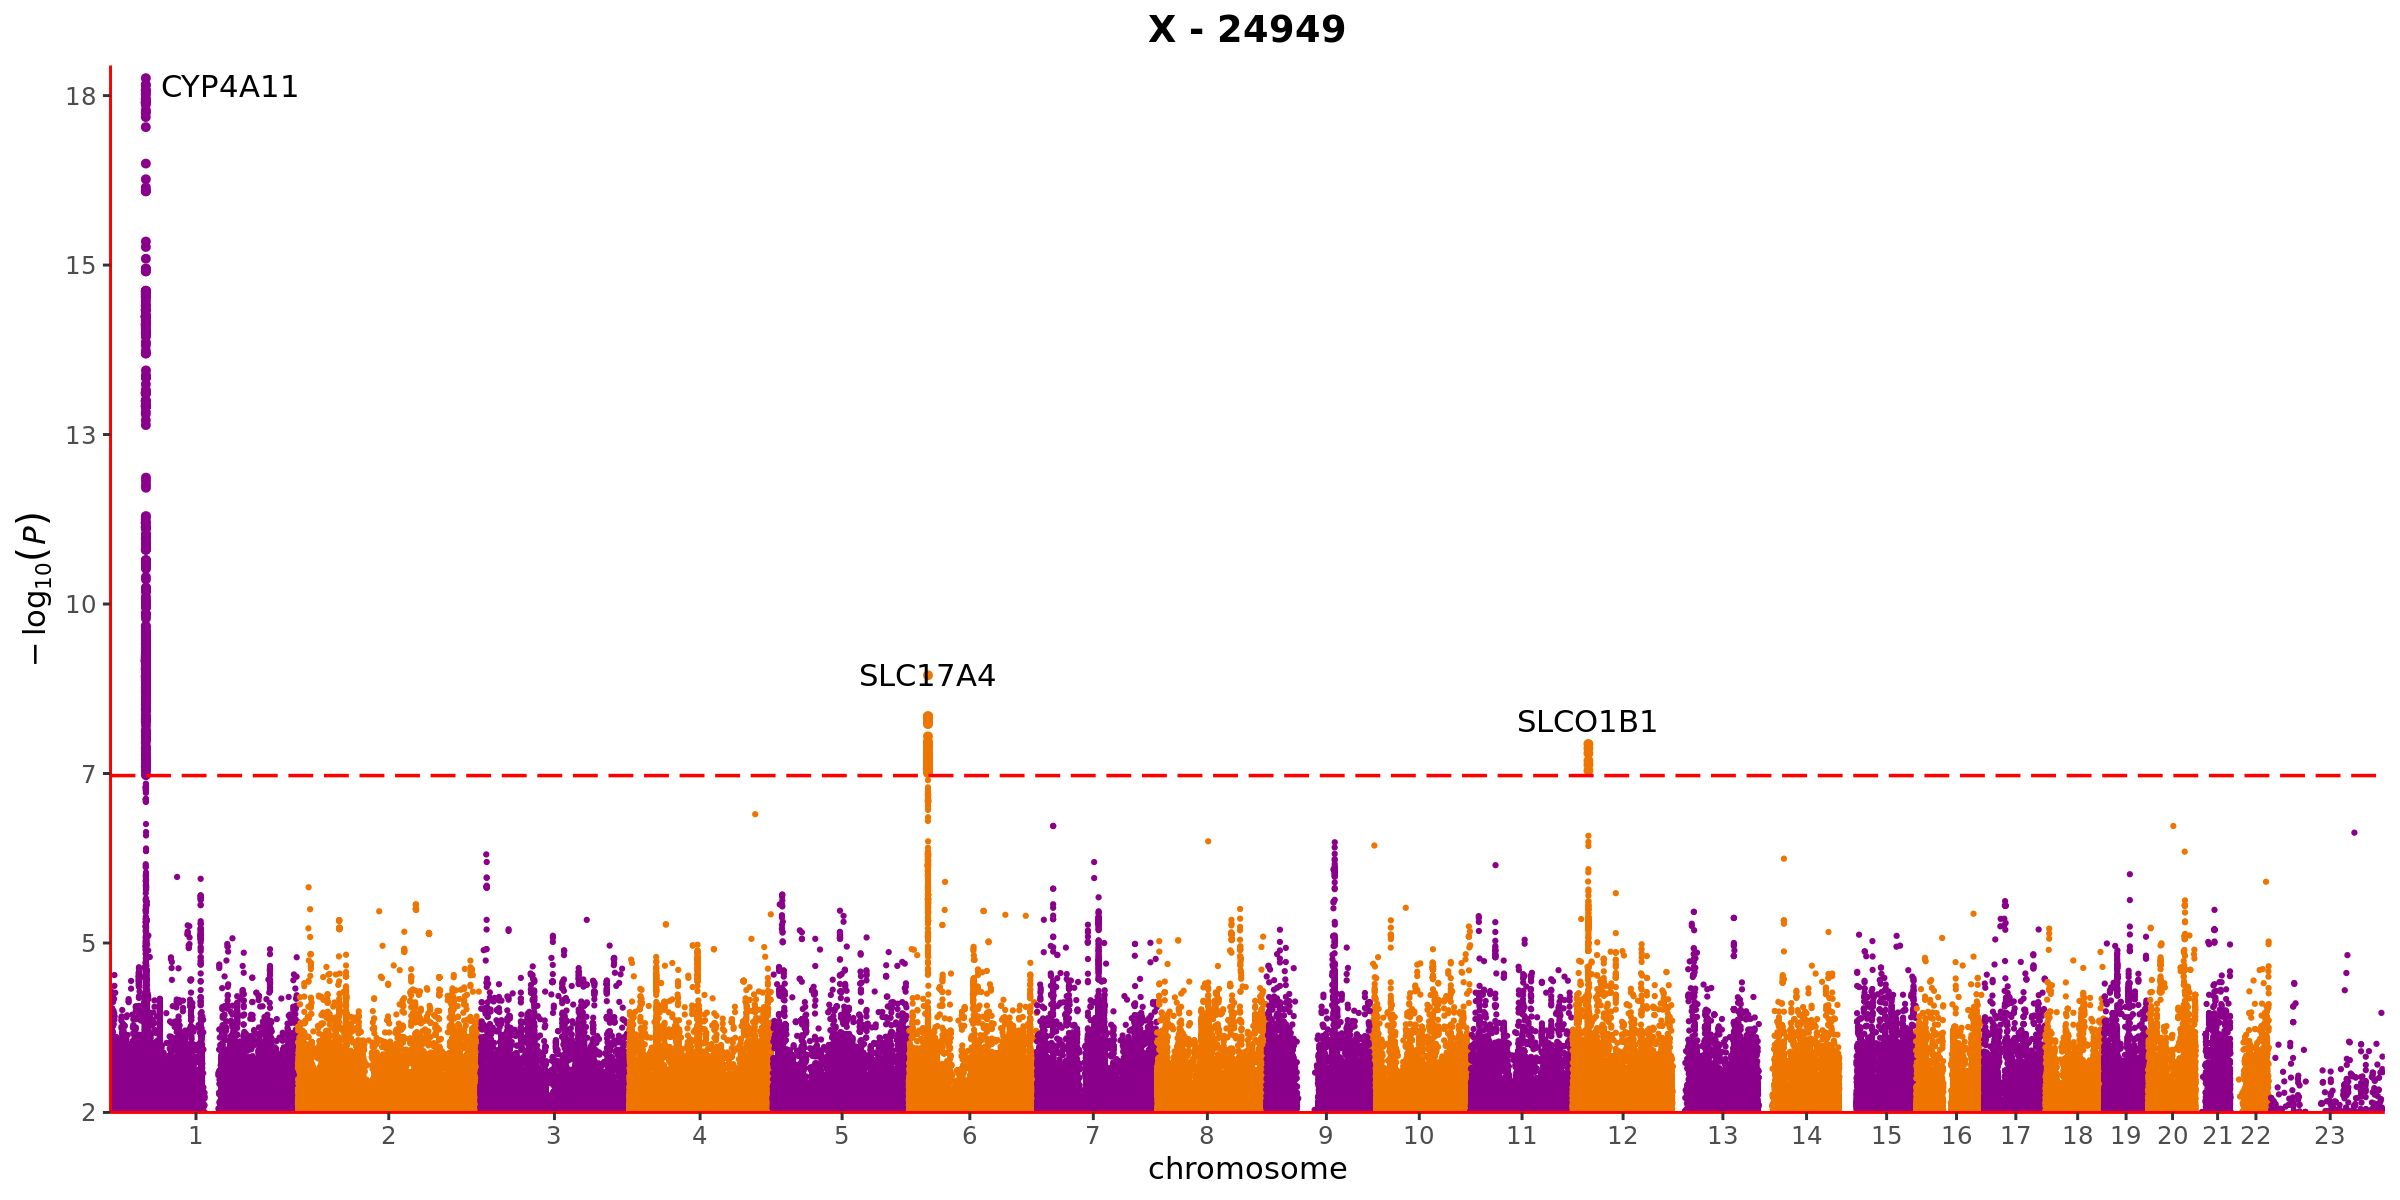 X - 24949
CYP4A11
18
15
13
10
7
5
2
− log10(P)
SLC17A4
SLCO1B1
1 2 3 4 5 6 7 8 9 10 11 12 13 14 15 16 17 18 19 20 21 22 23
chromosome